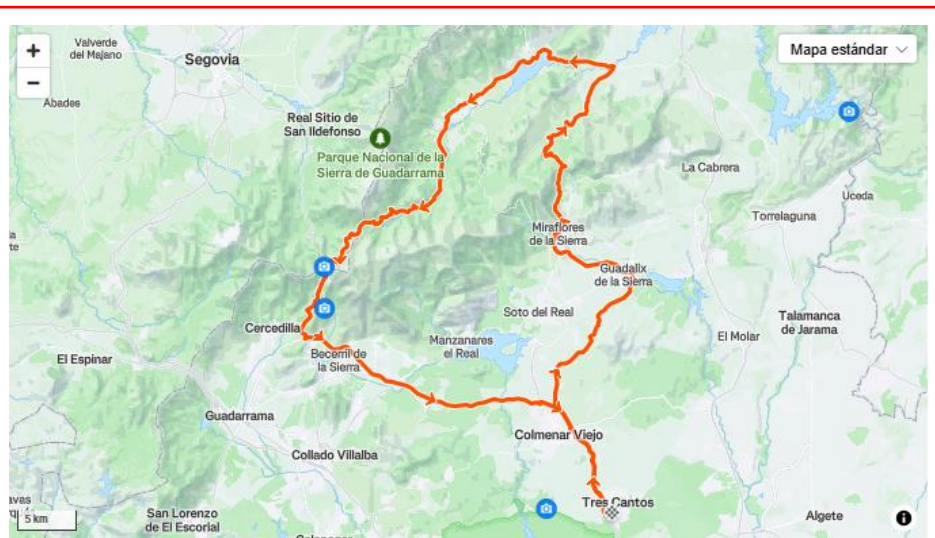 +
−
Valverde
del Majano
Segovia
Mapa estándar
Abades
Real Sitio de
San Ildefonso
Parque Nacional de la
Sierra de Guadarrama
La Cabrera
Uceda
Torrelaguna
Miraflores
de la Sierra
Guadalix
de la Sierra
Soto del Real
Talamanca
de Jarama
Cercedilla
El Molar
Manzanares
el Real
Becerril de
la Sierra
El Espinar
Guadarrama
Colmenar Viejo
Collado Villalba
Tres Cantos
San Lorenzo
de El Escorial
Algete
5 km